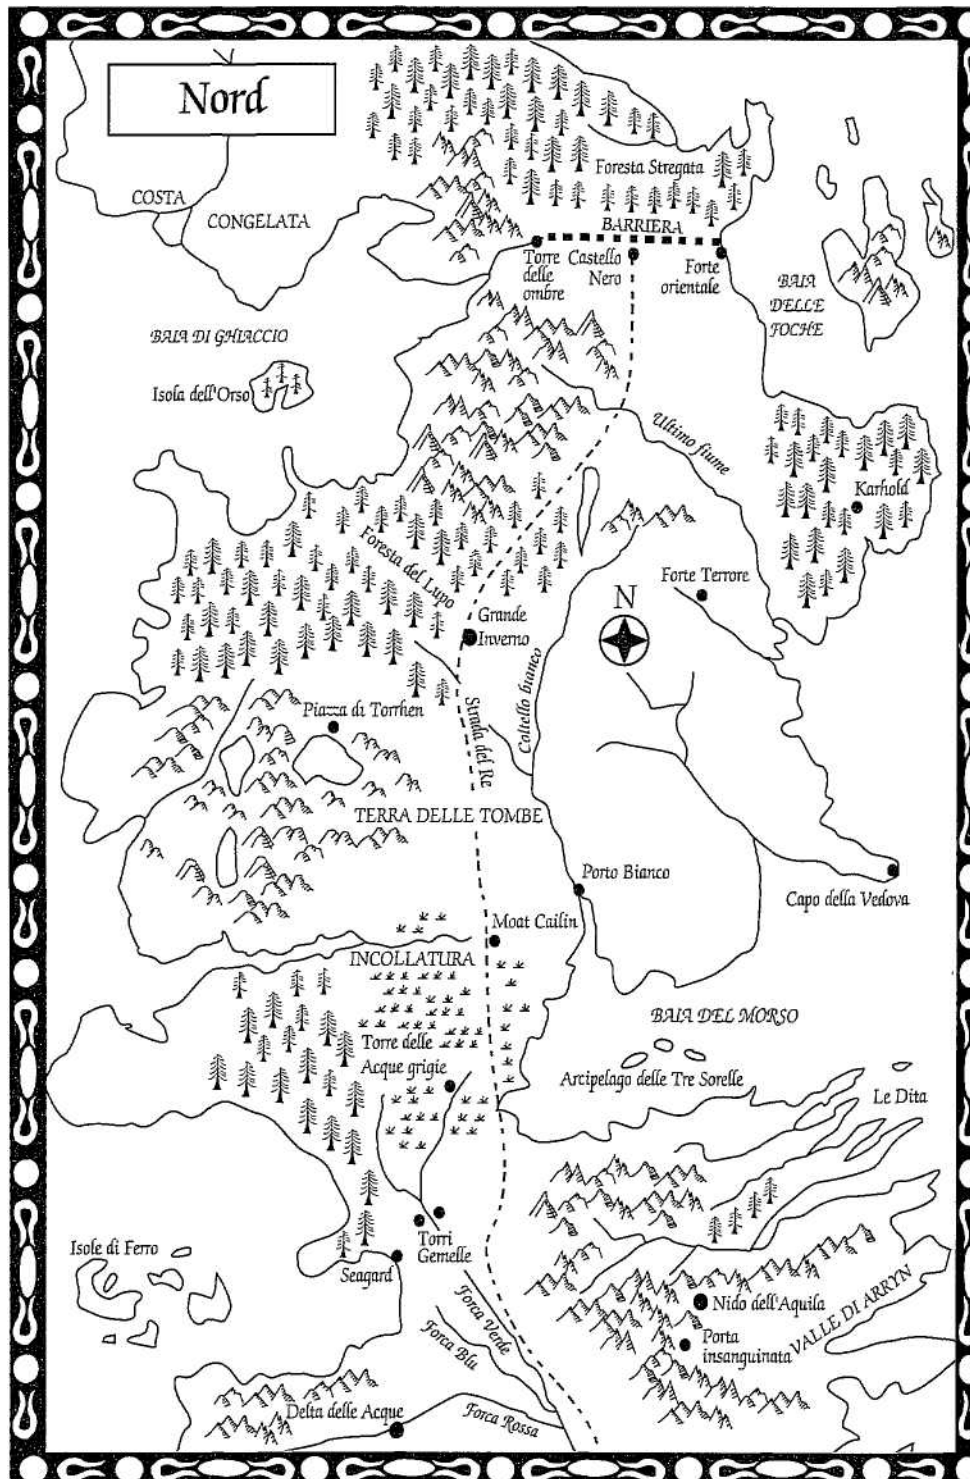 Nord
Foresta Stregata
COSTA
CONGELATA
BARRIERA
Torre
delle
ombre
Castello
Nero
Forte
orientale
BAIA
DELLE
FOCHE
BAIA DI GHIACCIO
Isola dell'Orso
Ultimo fiume
Karhold
Foresta del Lupo
Forte Terrore
N
Grande
Inverno
Coltello bianco
Piazza di Torrhen
Strada del Re
TERRA DELLE TOMBE
Porto Bianco
Capo della Vedova
Moat Cailin
INCOLLATURA
BAIA DEL MORSO
Torre delle
Acque grigie
Arcipelago delle Tre Sorelle
Le Dita
Torri
Gemelle
Isole di Ferro
Seagard
Nido dell'Aquila
VALLE DI ARRYN
Forca Verde
Forca Blu
Porta
insanguinata
Delta delle Acque
Forca Rossa